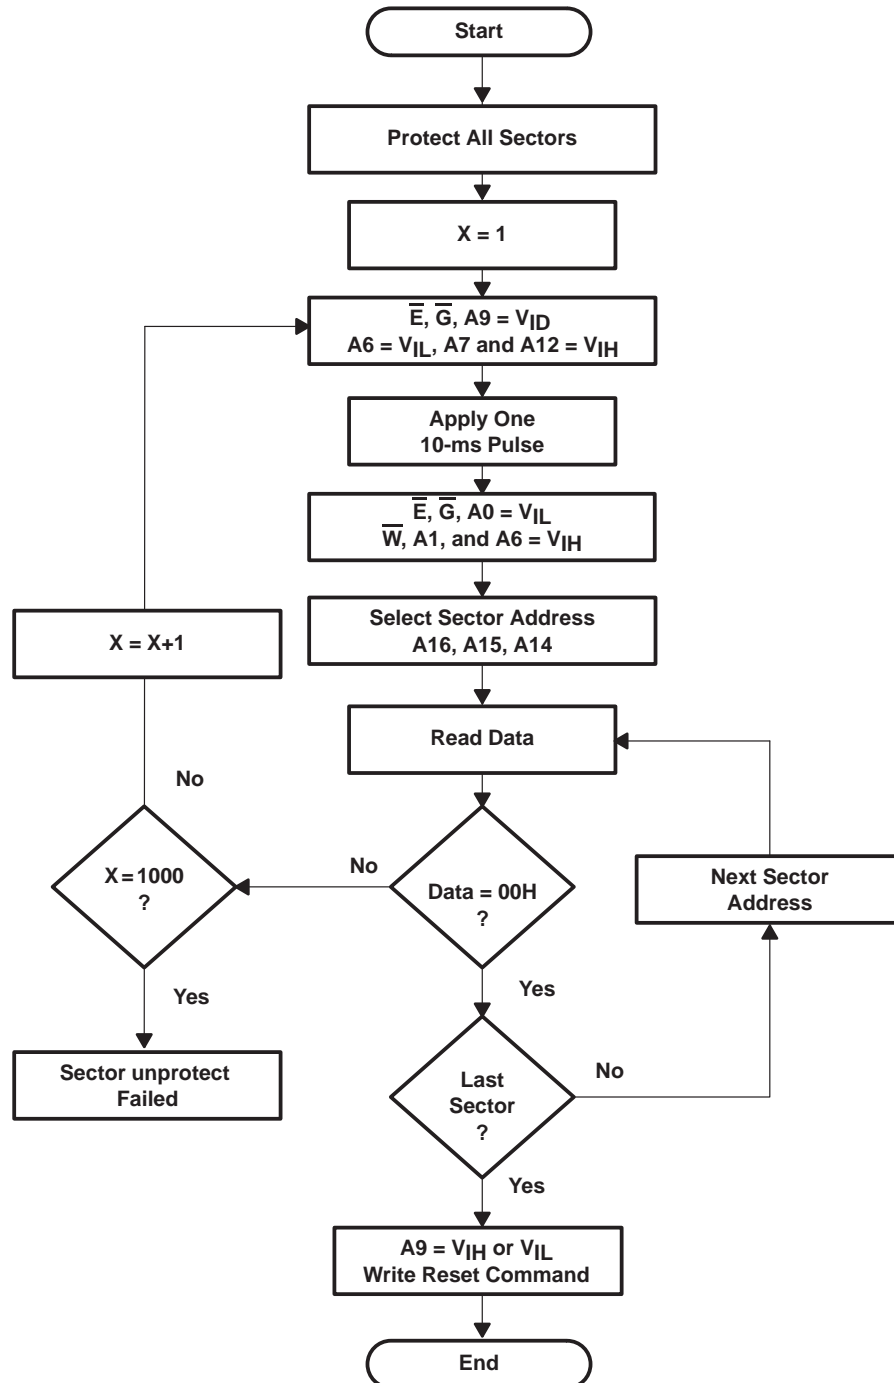 Start
Protect All Sectors
X = 1
E̅, G̅, A9 = VID
A6 = VIL, A7 and A12 = VIH
Apply One
10-ms Pulse
E̅, G̅, A0 = VIL
W̅, A1, and A6 = VIH
Select Sector Address
A16, A15, A14
X = X+1
Read Data
No
X = 1000
?
No
Data = 00H
?
Next Sector
Address
Yes
Yes
Sector unprotect
Failed
Last
Sector
?
No
Yes
A9 = VIH or VIL
Write Reset Command
End